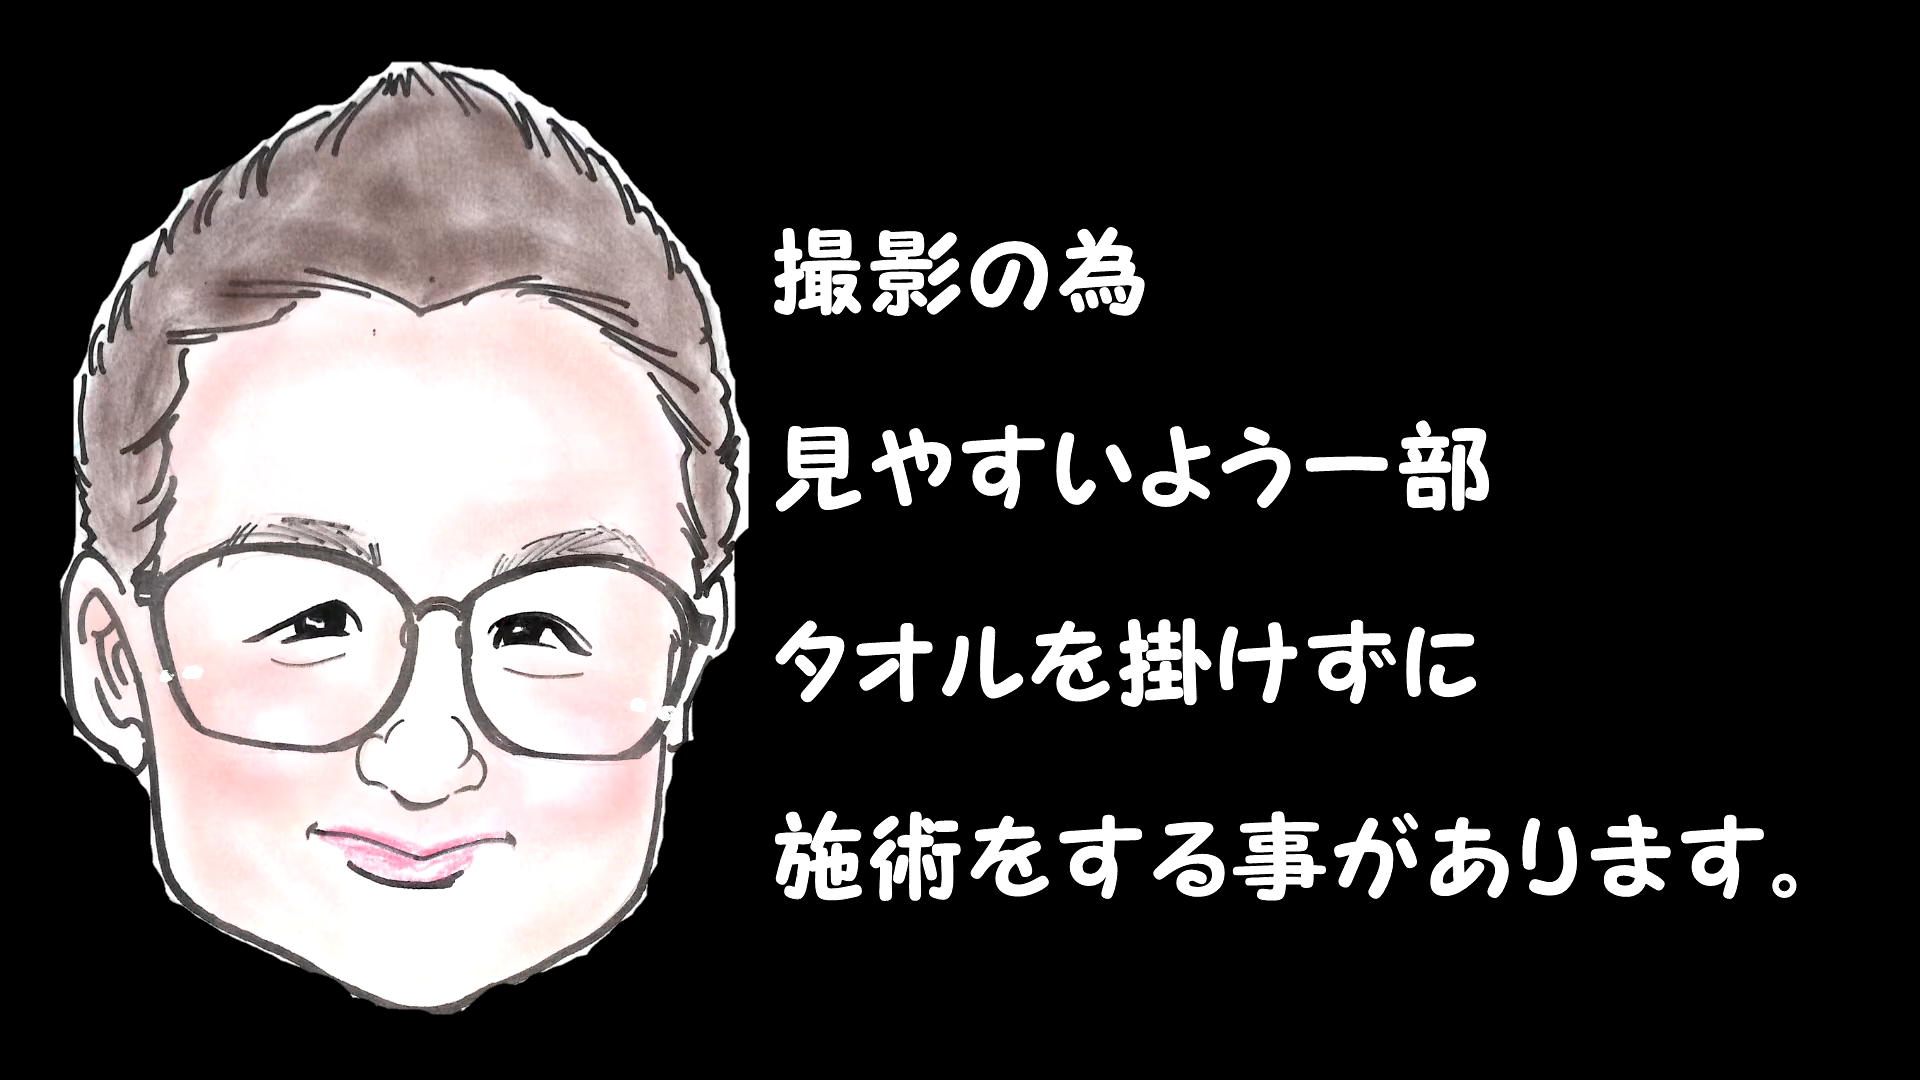 撮影の為
見やすいよう一部
タオルを掛けずに
施術をする事があります。